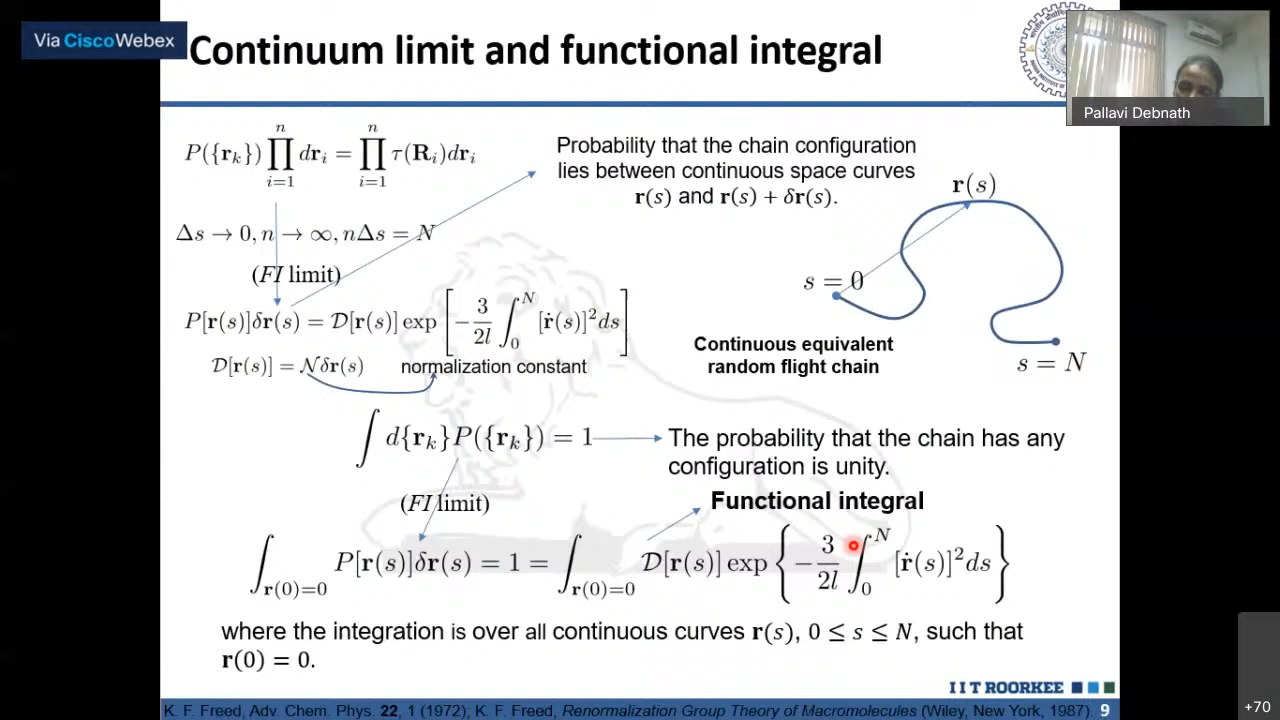 Via Cisco Webex
Continuum limit and functional integral
Pallavi Debnath
P({r_k}) ∏_{i=1}^{n} dr_i = ∏_{i=1}^{n} τ(R_i)dr_i
Probability that the chain configuration
lies between continuous space curves
r(s) and r(s) + δr(s).
r(s)
Δs → 0, n → ∞, nΔs = N
(FI limit)
s = 0
P[r(s)]δr(s) = 𝒟[r(s)] exp [ −3/2l ∫_0^N [ṙ(s)]²ds ]
Continuous equivalent
random flight chain
s = N
𝒟[r(s)] = 𝒩δr(s)
normalization constant
∫ d{r_k}P({r_k}) = 1
The probability that the chain has any
configuration is unity.
(FI limit)
Functional integral
∫_{r(0)=0} P[r(s)]δr(s) = 1 = ∫_{r(0)=0} 𝒟[r(s)] exp { −3/2l ∫_0^N [ṙ(s)]²ds }
where the integration is over all continuous curves r(s), 0 ≤ s ≤ N, such that
r(0) = 0.
IIT ROORKEE
K. F. Freed, Adv. Chem. Phys. 22, 1 (1972); K. F. Freed, Renormalization Group Theory of Macromolecules (Wiley, New York, 1987). 9
+70